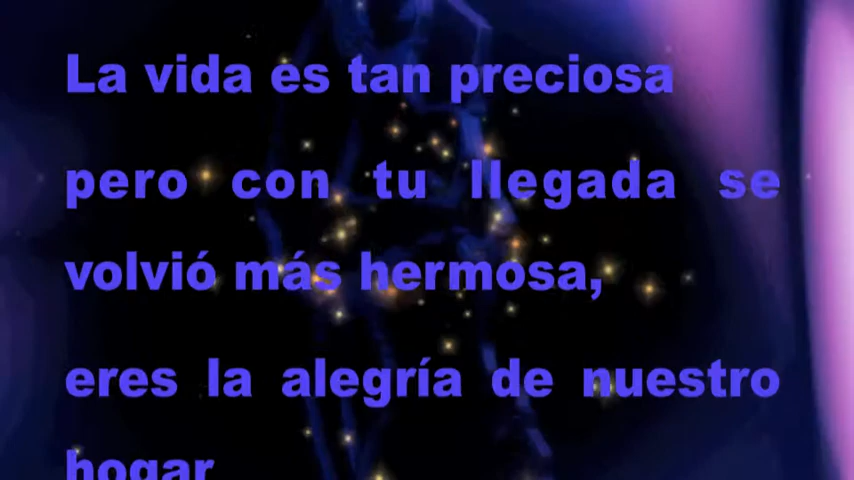 La vida es tan preciosa
pero con tu llegada se
volvió más hermosa,
eres la alegría de nuestro
hogar